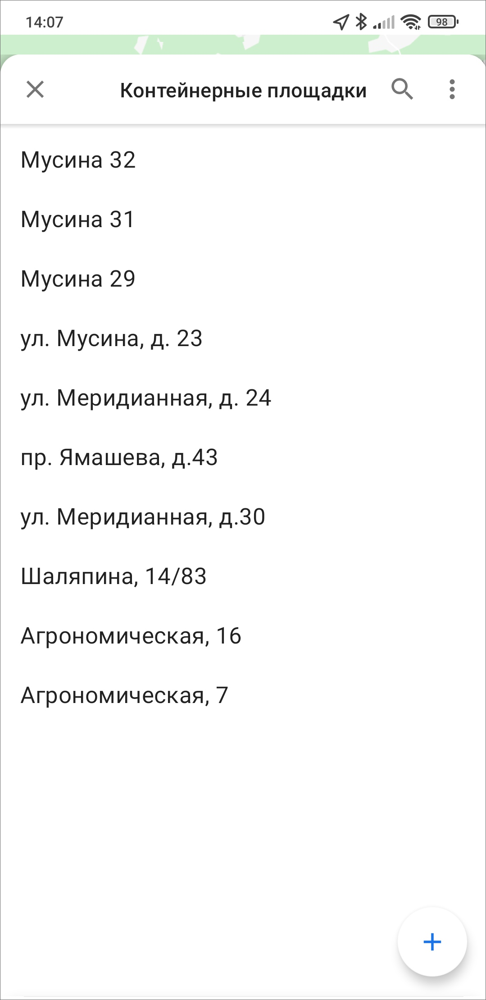 14:07
98
Контейнерные площадки
Мусина 32
Мусина 31
Мусина 29
ул. Мусина, д. 23
ул. Меридианная, д. 24
пр. Ямашева, д.43
ул. Меридианная, д.30
Шаляпина, 14/83
Агрономическая, 16
Агрономическая, 7